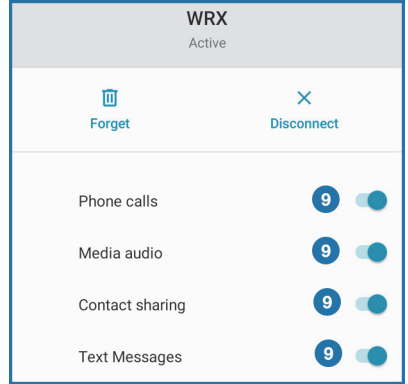 WRX
Active
Forget Disconnect
Phone calls 9
Media audio 9
Contact sharing 9
Text Messages 9